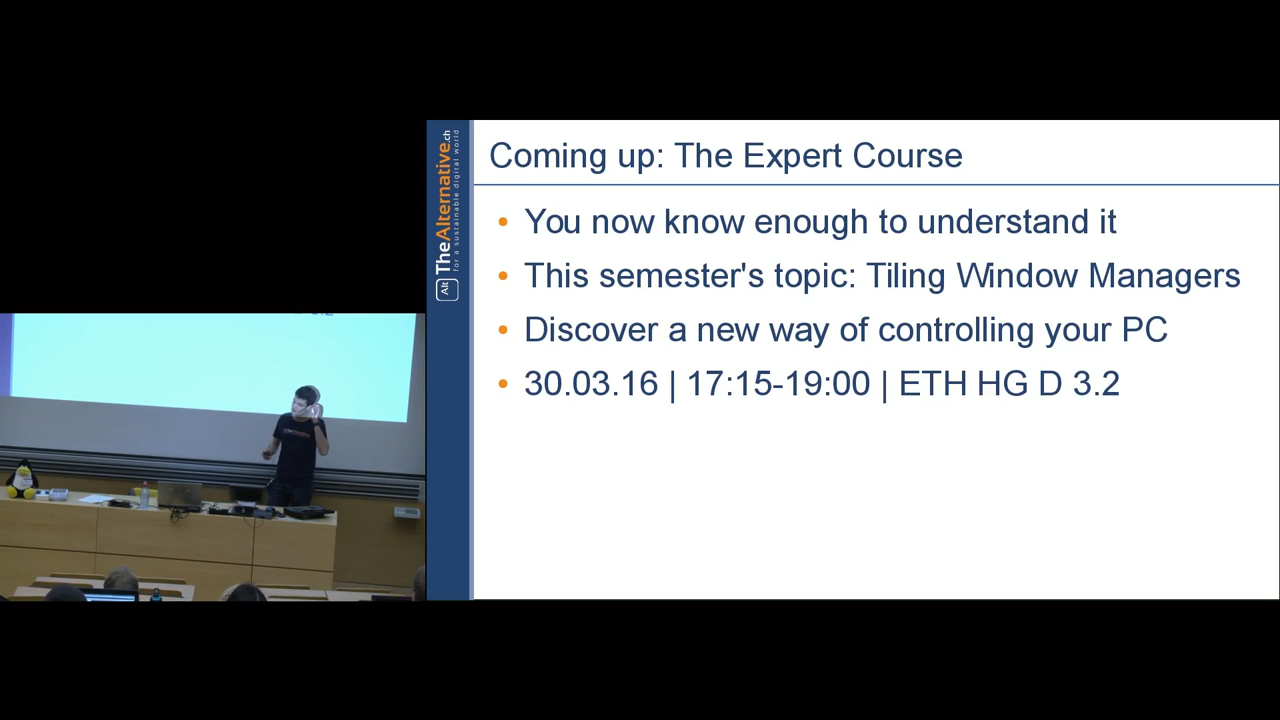 Coming up: The Expert Course
You now know enough to understand it
This semester's topic: Tiling Window Managers
Discover a new way of controlling your PC
30.03.16 | 17:15-19:00 | ETH HG D 3.2
Alt TheAlternative.ch
for a sustainable digital world